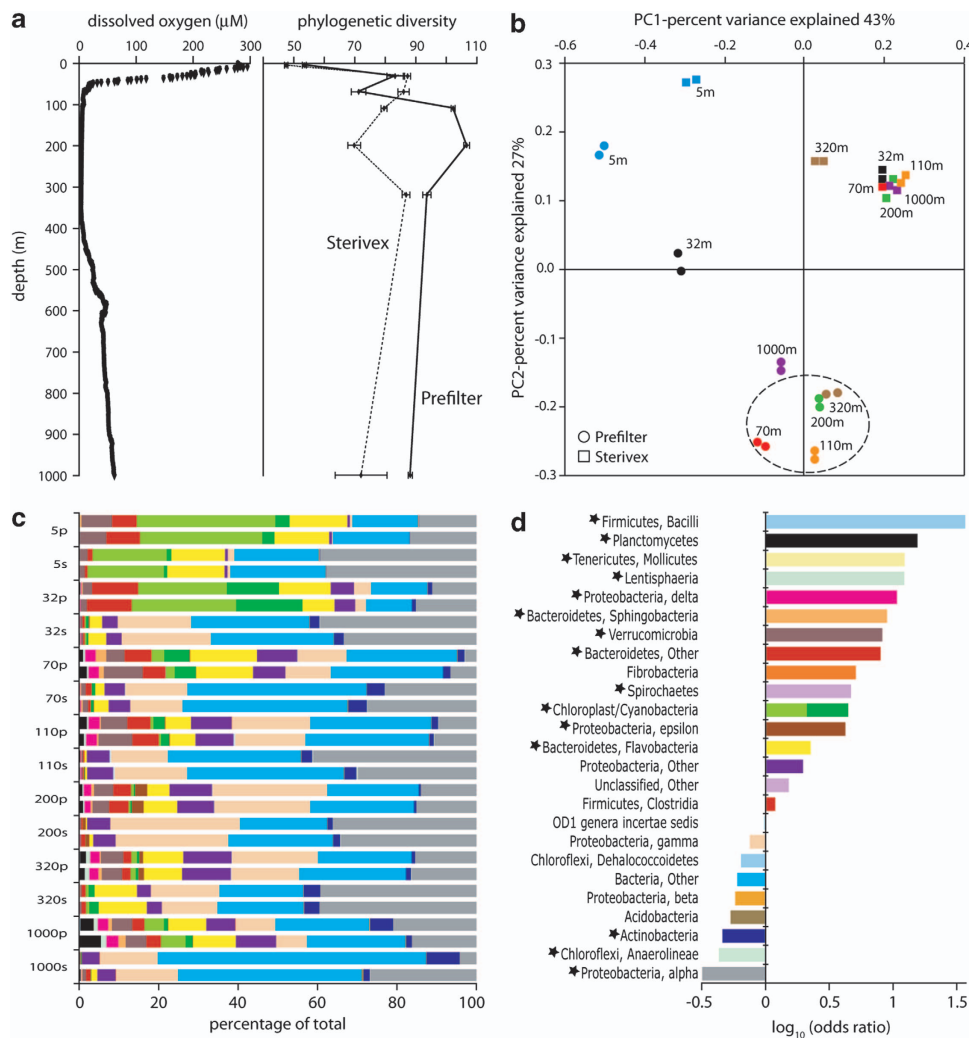 a
dissolved oxygen (µM)
0 100 200 300
phylogenetic diversity
50 70 90 110
depth (m)
0
100
200
300
400
500
600
700
800
900
1000
Sterivex
Prefilter
b
PC1-percent variance explained 43%
-0.6 -0.4 -0.2 0.0 0.2 0.4
PC2-percent variance explained 27%
0.3
0.2
0.1
0.0
-0.1
-0.2
-0.3
5m
5m
320m
32m
110m
70m
1000m
200m
32m
1000m
320m
200m
70m
110m
Prefilter
Sterivex
c
5p
5s
32p
32s
70p
70s
110p
110s
200p
200s
320p
320s
1000p
1000s
0 20 40 60 80 100
percentage of total
d
Firmicutes, Bacilli
Planctomycetes
Tenericutes, Mollicutes
Lentisphaeria
Proteobacteria, delta
Bacteroidetes, Sphingobacteria
Verrucomicrobia
Bacteroidetes, Other
Fibrobacteria
Spirochaetes
Chloroplast/Cyanobacteria
Proteobacteria, epsilon
Bacteroidetes, Flavobacteria
Proteobacteria, Other
Unclassified, Other
Firmicutes, Clostridia
OD1 genera incertae sedis
Proteobacteria, gamma
Chloroflexi, Dehalococcoidetes
Bacteria, Other
Proteobacteria, beta
Acidobacteria
Actinobacteria
Chloroflexi, Anaerolineae
Proteobacteria, alpha
-0.5 0 0.5 1.0 1.5
log10 (odds ratio)